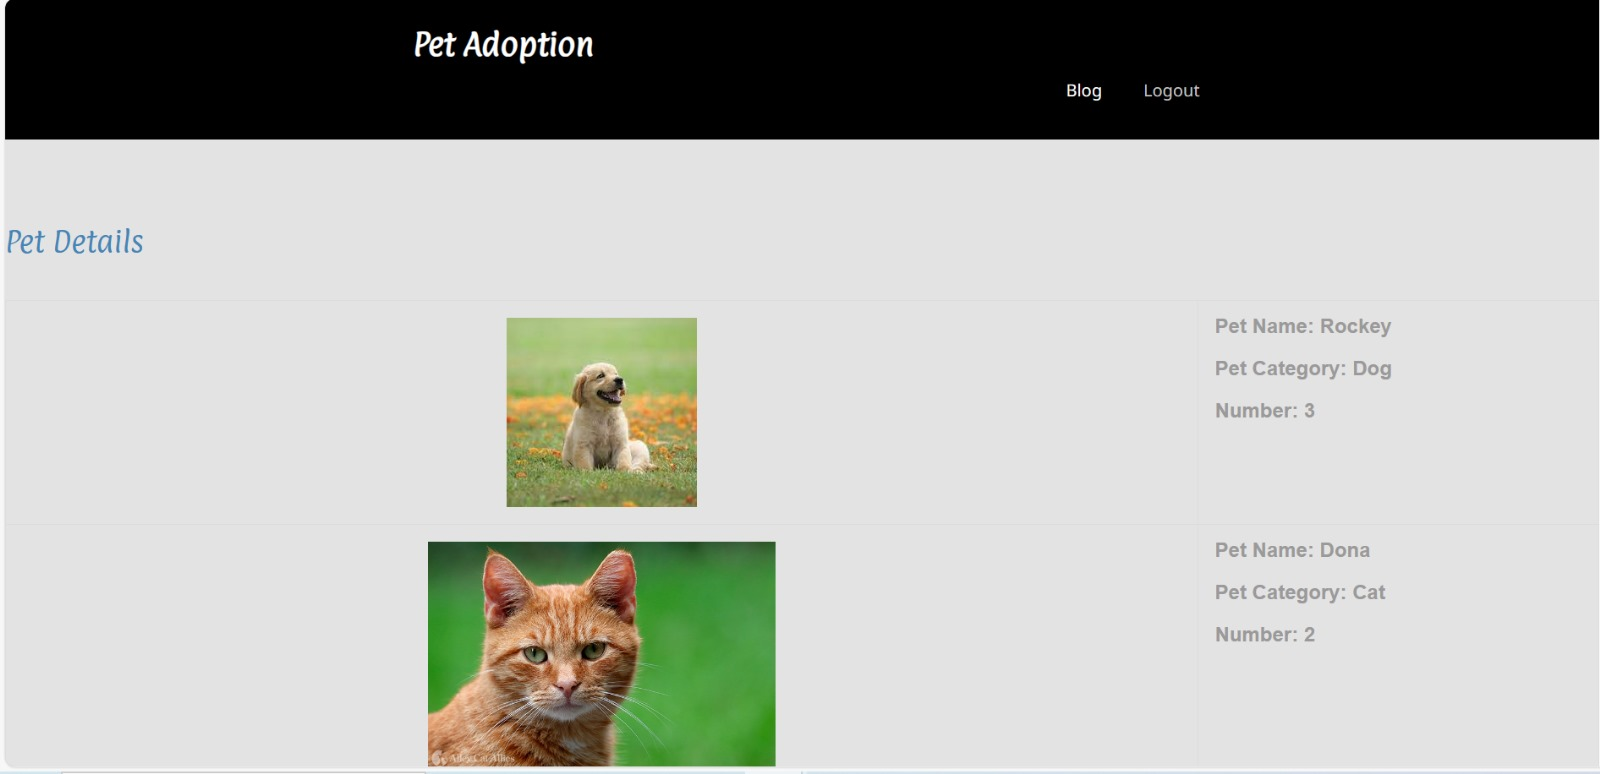 Pet Adoption
Blog Logout
Pet Details
Pet Name: Rockey
Pet Category: Dog
Number: 3
Pet Name: Dona
Pet Category: Cat
Number: 2